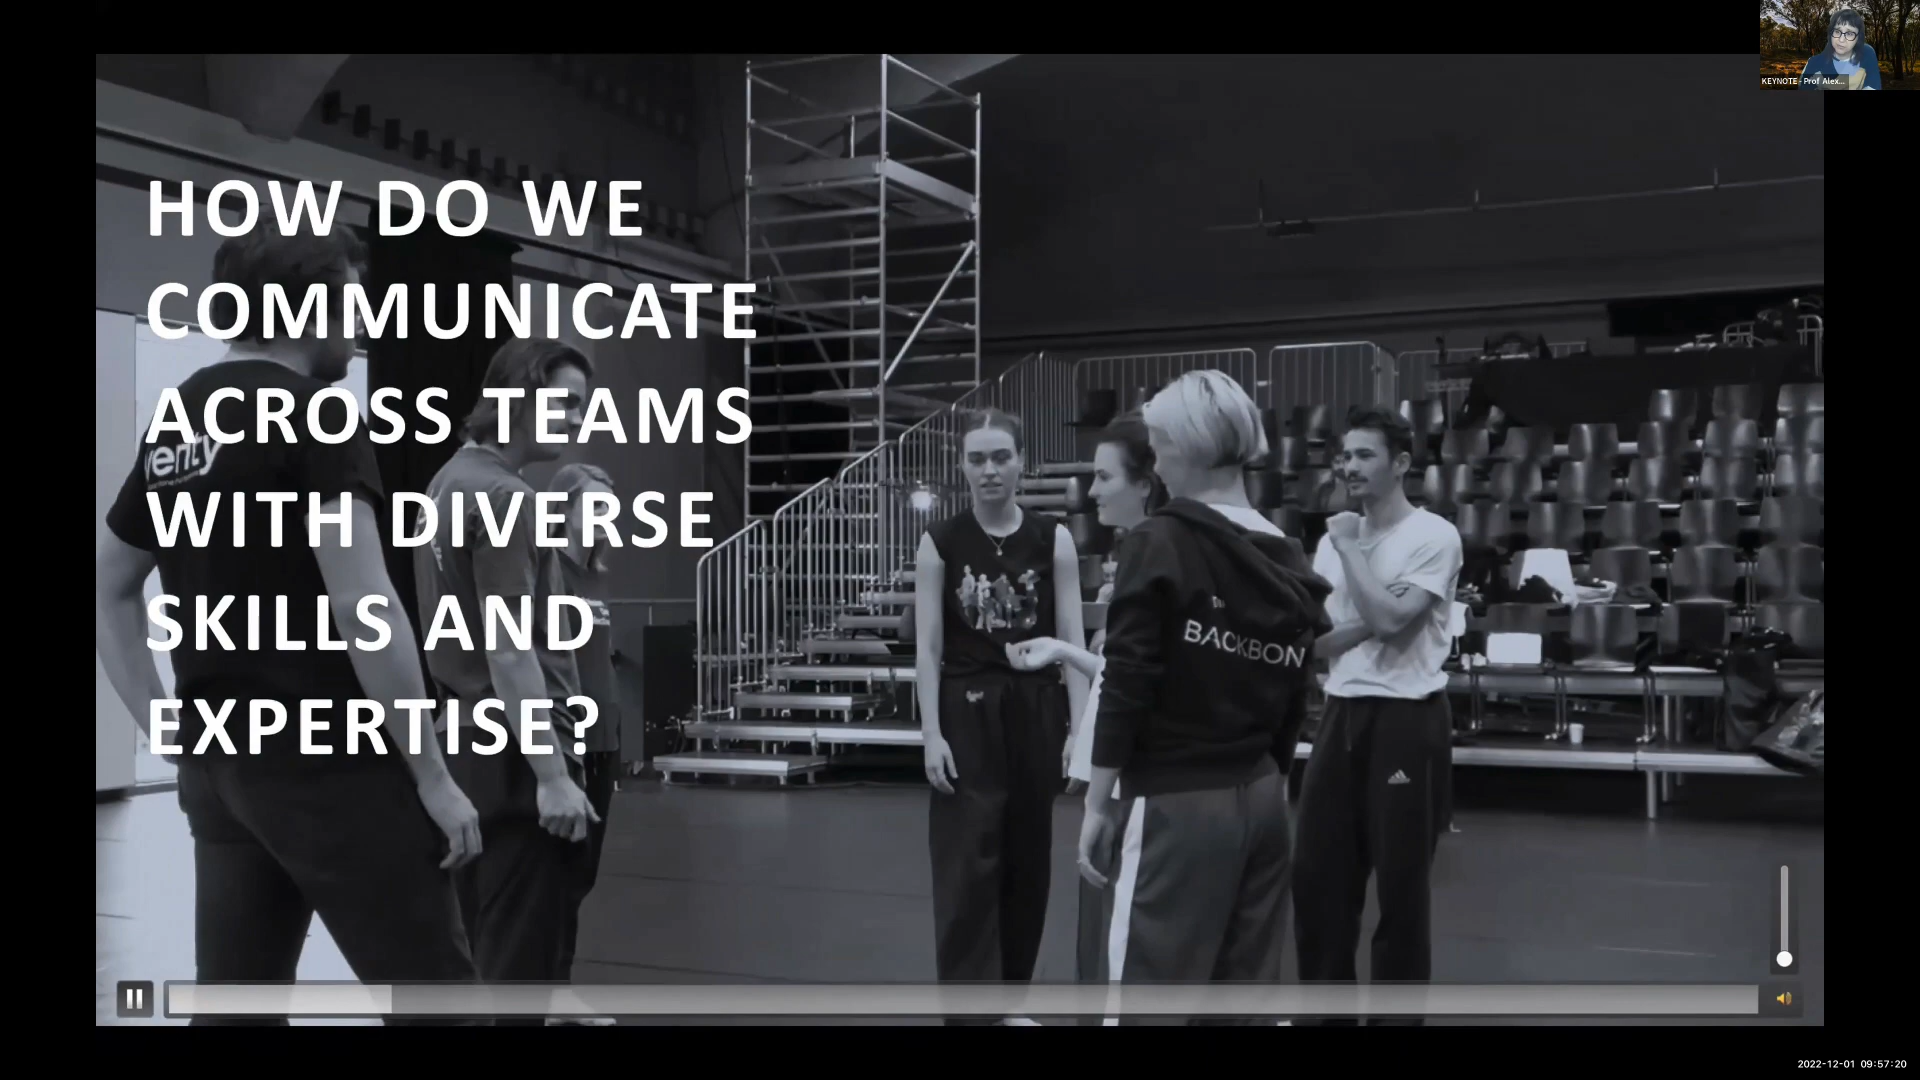 KEYNOTE - Prof Alex...
HOW DO WE
COMMUNICATE
ACROSS TEAMS
WITH DIVERSE
SKILLS AND
EXPERTISE?
BACKBON
2022-12-01 09:57:20